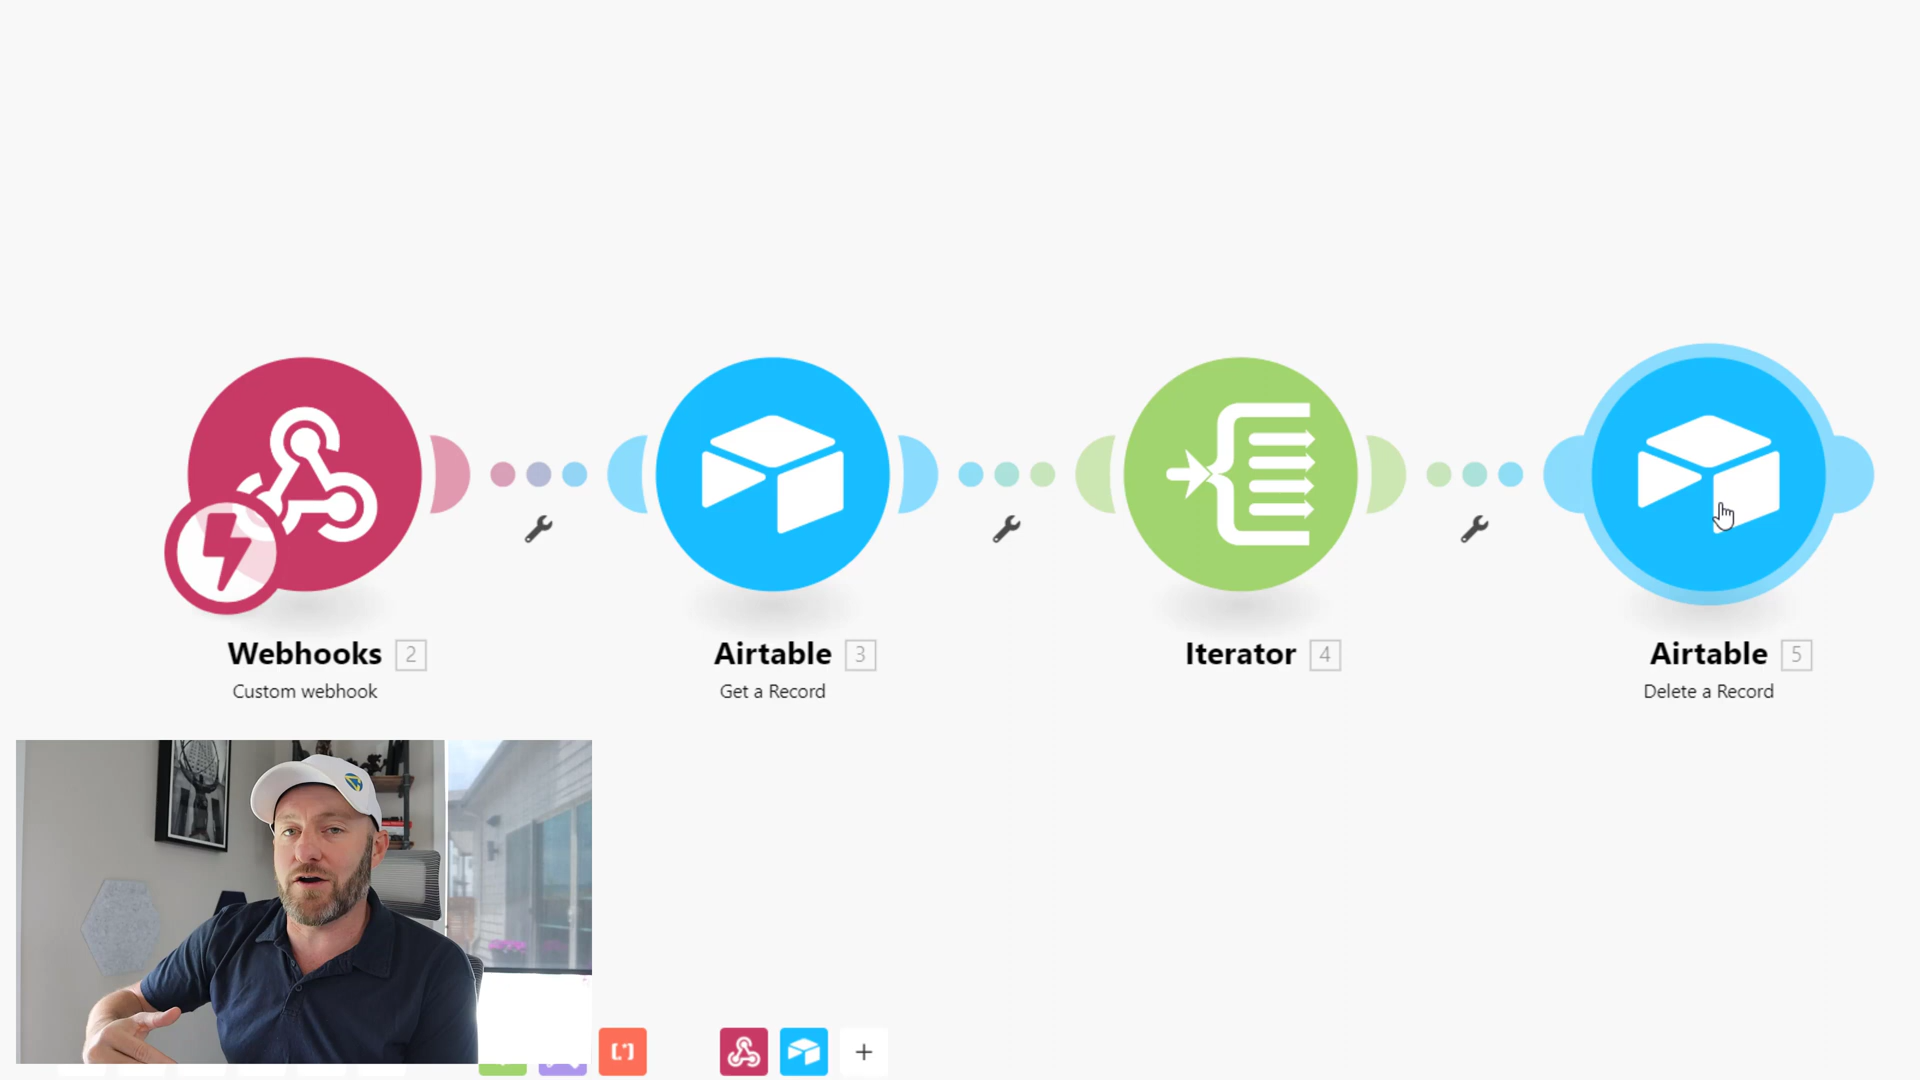 Webhooks 2
Custom webhook
Airtable 3
Get a Record
Iterator 4
Airtable 5
Delete a Record